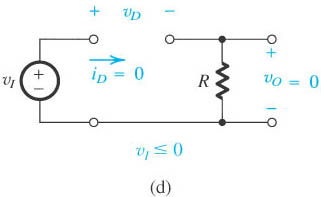 + v_D −
v_I + − i_D = 0 R + v_O = 0 −
v_I ≤ 0
(d)